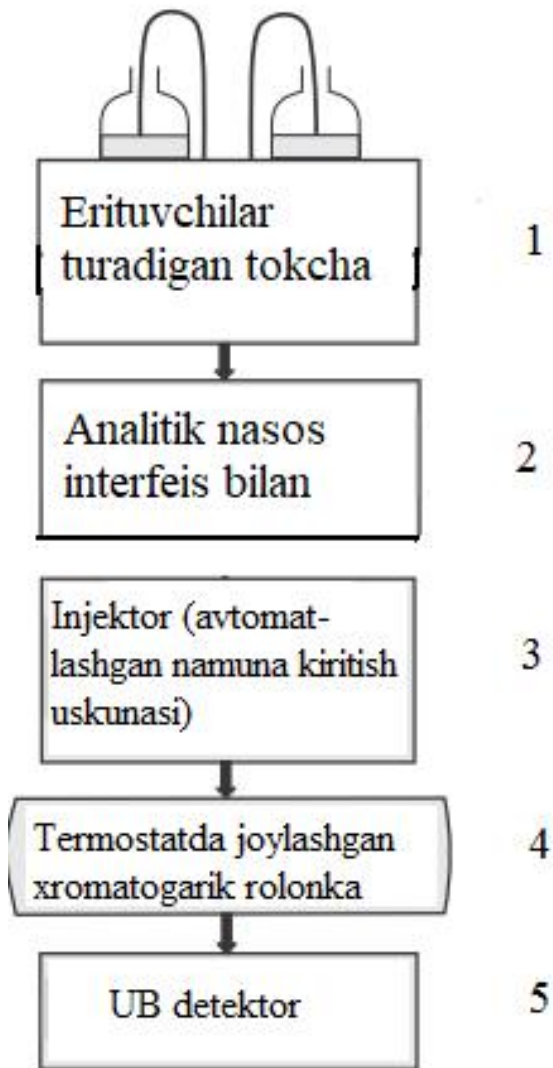 Erituvchilar
turadigan tokcha
1
Analitik nasos
interfeis bilan
2
Injektor (avtomat-
lashgan namuna kiritish
uskunasi)
3
Termostatda joylashgan
xromatogarik rolonka
4
UB detektor
5